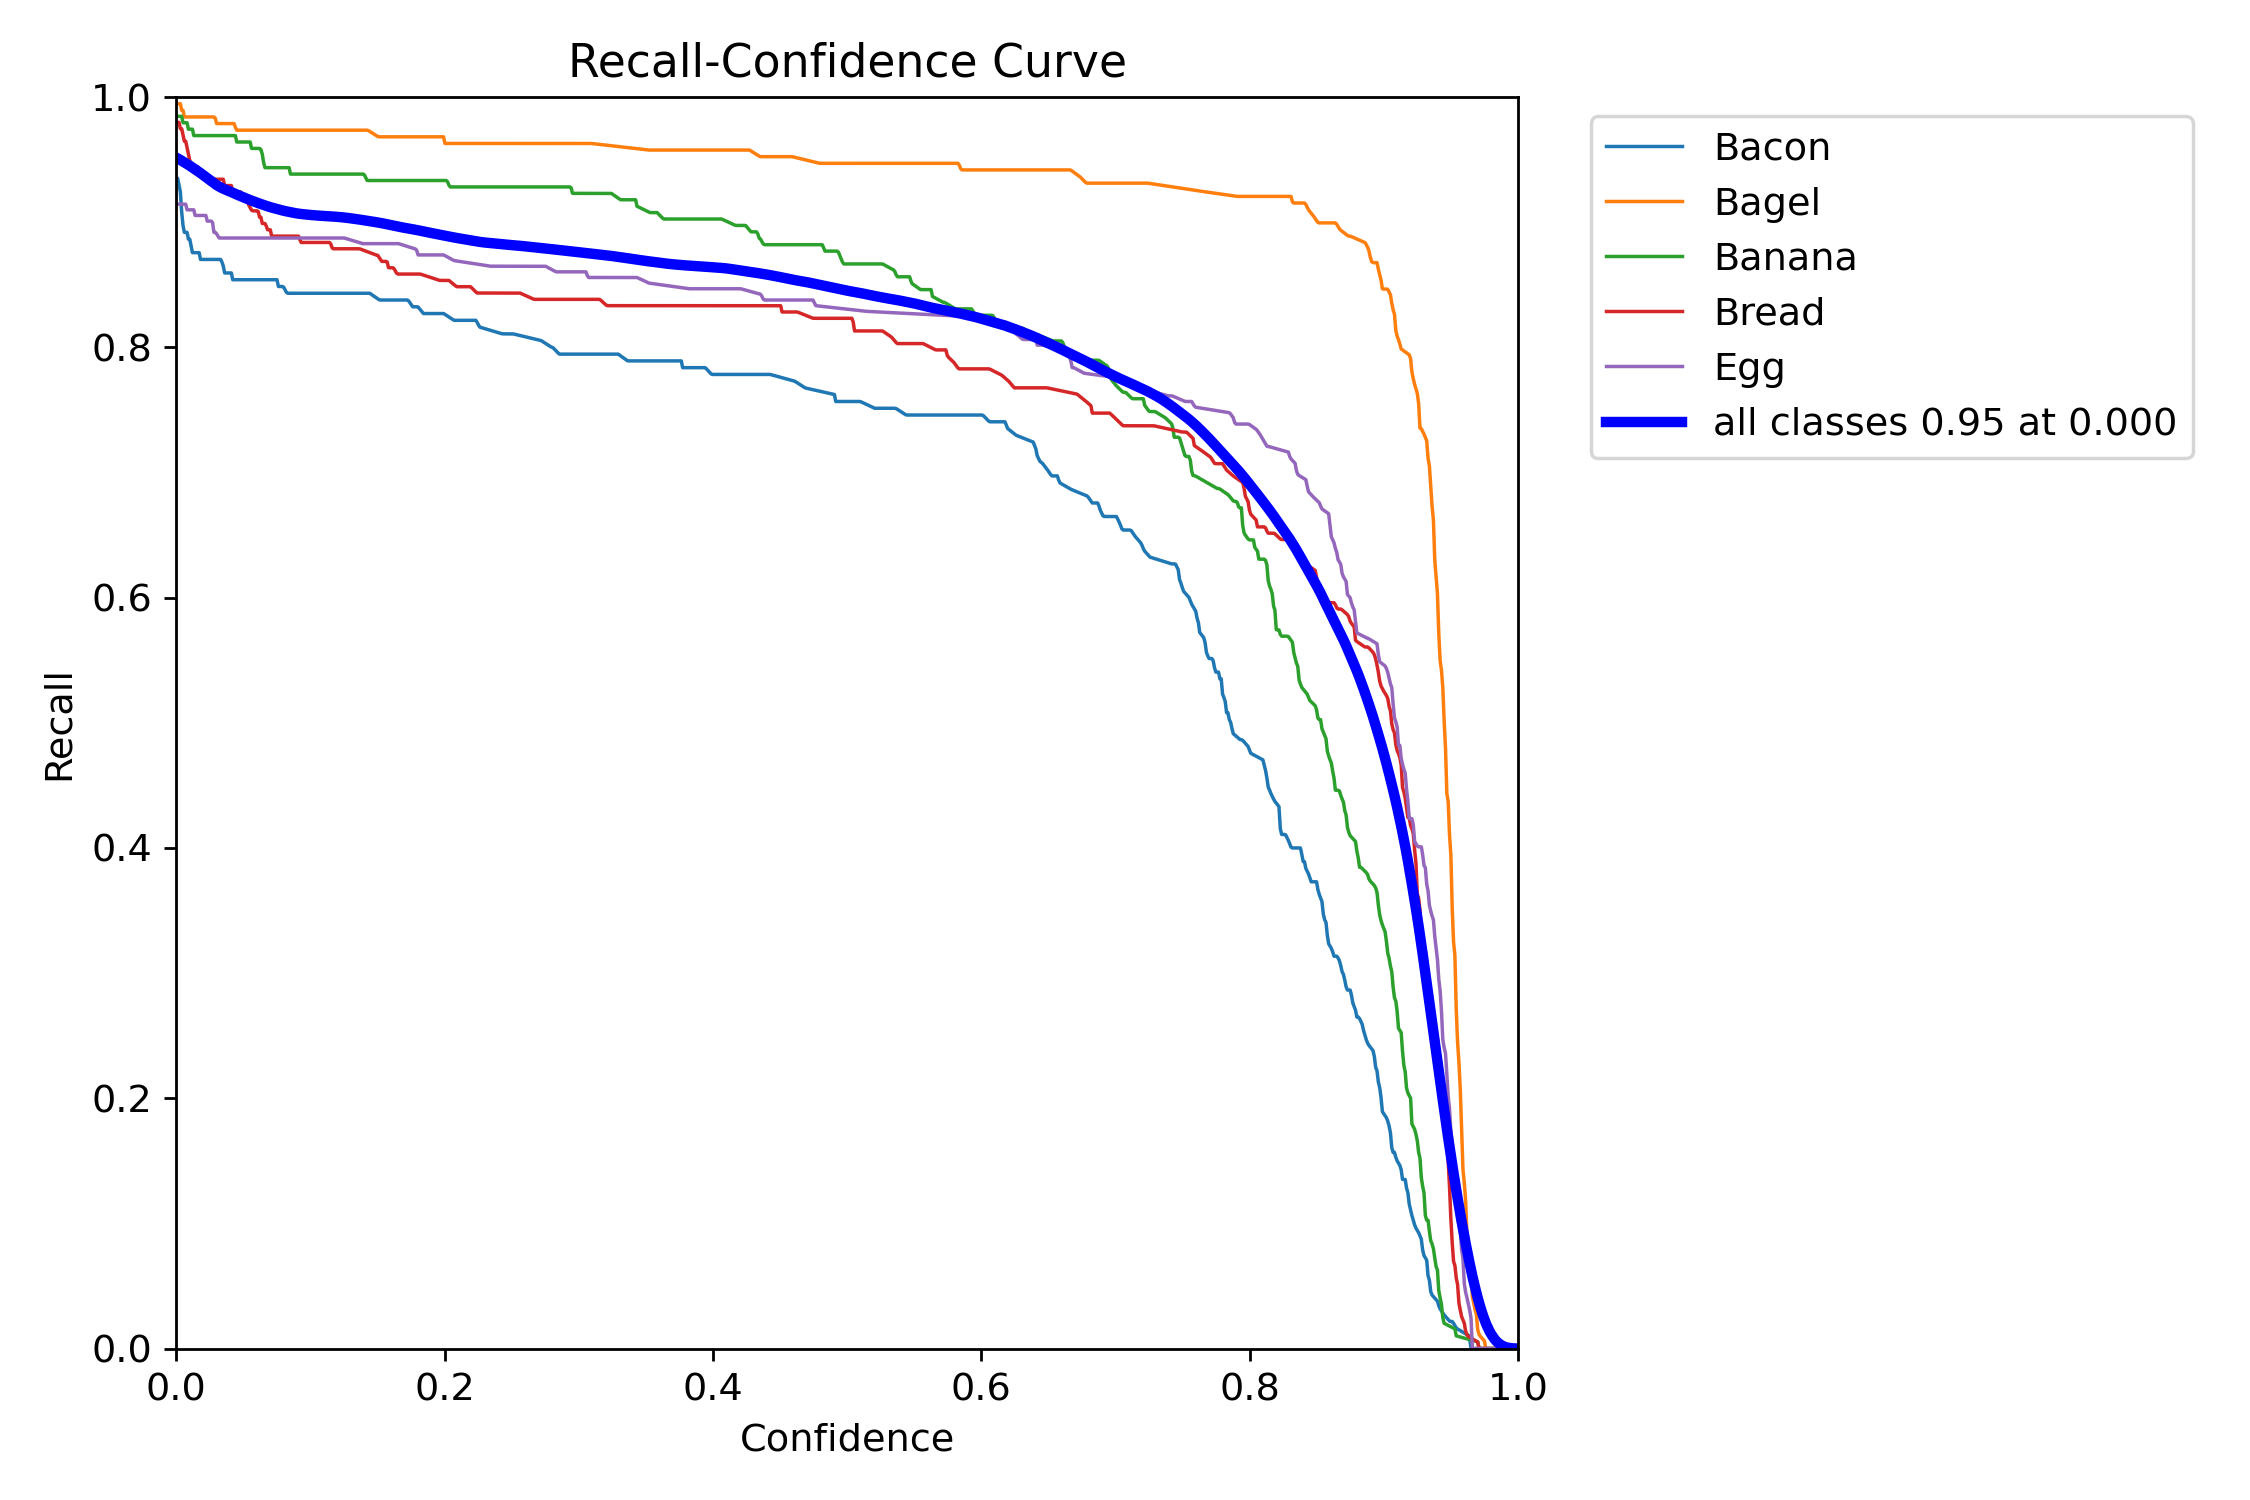 Recall-Confidence Curve
1.0
0.8
0.6
0.4
0.2
0.0
Recall
0.0 0.2 0.4 0.6 0.8 1.0
Confidence
Bacon
Bagel
Banana
Bread
Egg
all classes 0.95 at 0.000